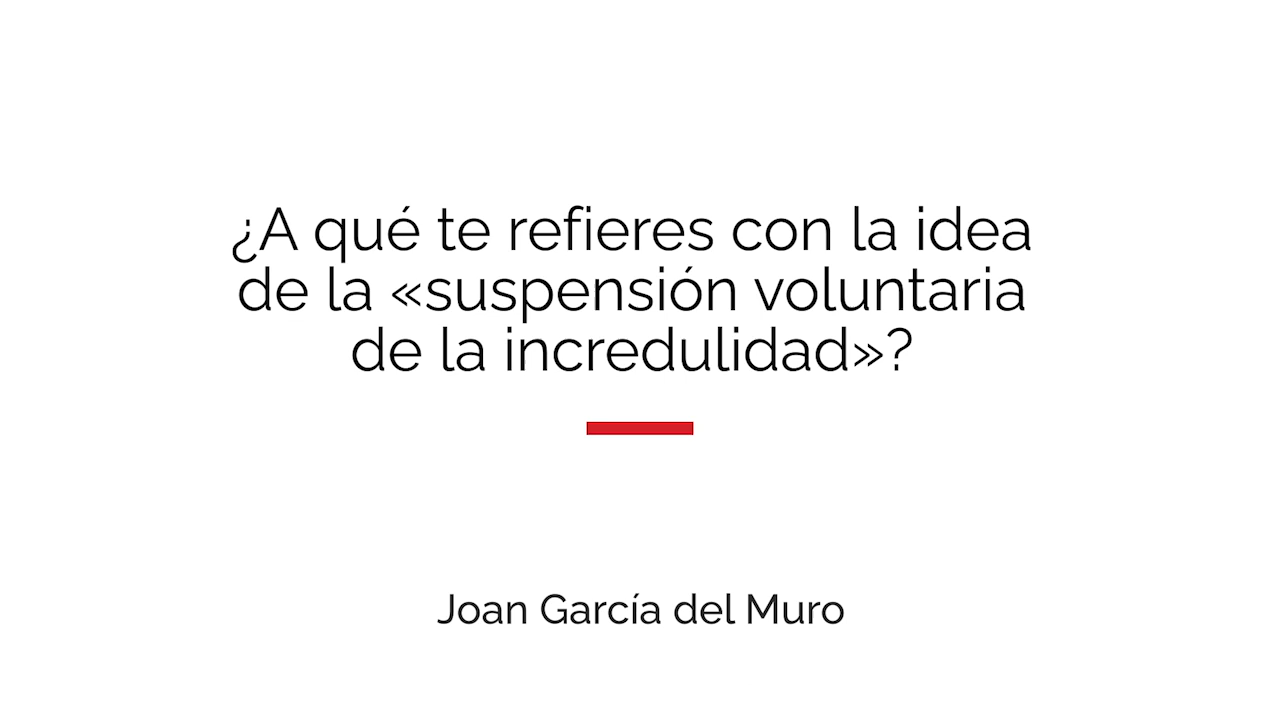 ¿A qué te refieres con la idea
de la «suspensión voluntaria
de la incredulidad»?
Joan García del Muro